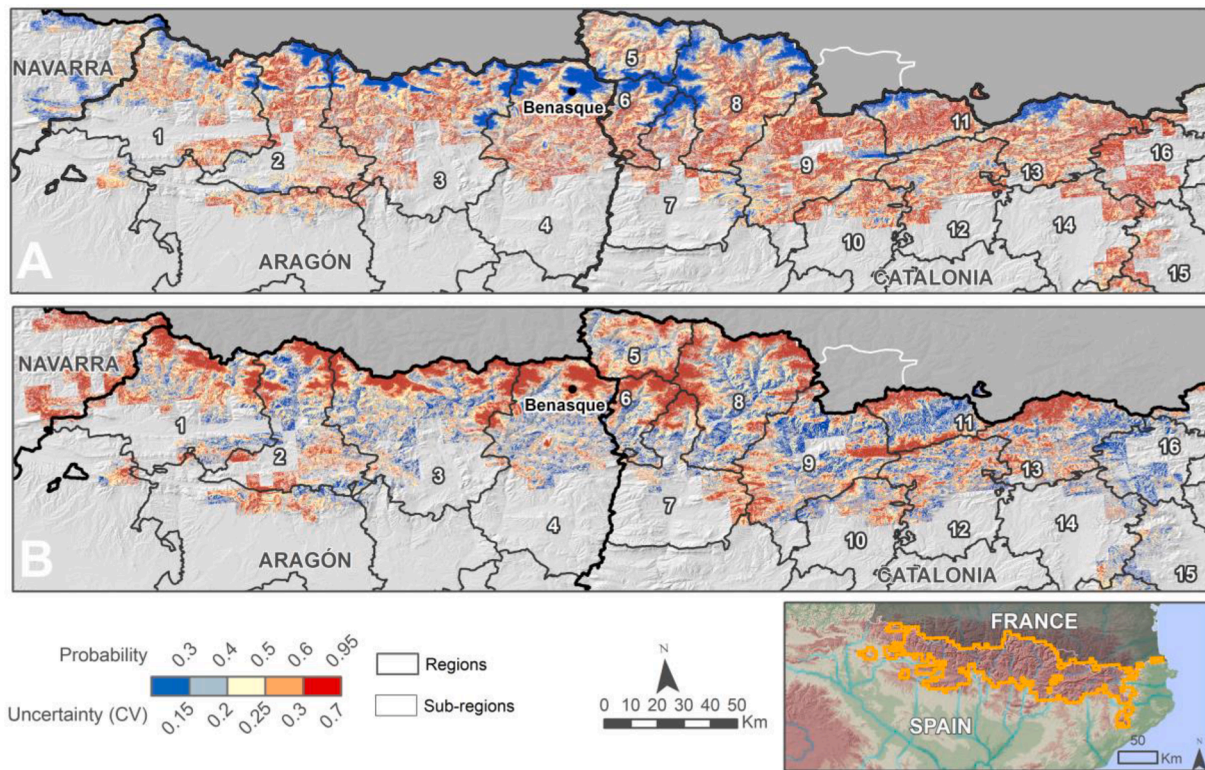 NAVARRA
1
2
3
4
5
6
7
8
9
10
11
12
13
14
15
16
Benasque
ARAGÓN
CATALONIA
A
NAVARRA
1
2
3
4
5
6
7
8
9
10
11
12
13
14
15
16
Benasque
ARAGÓN
CATALONIA
B
Probability 0.3 0.4 0.5 0.6 0.95
Uncertainty (CV) 0.15 0.2 0.25 0.3 0.7
Regions
Sub-regions
N
0 10 20 30 40 50
Km
FRANCE
SPAIN
50
Km
N